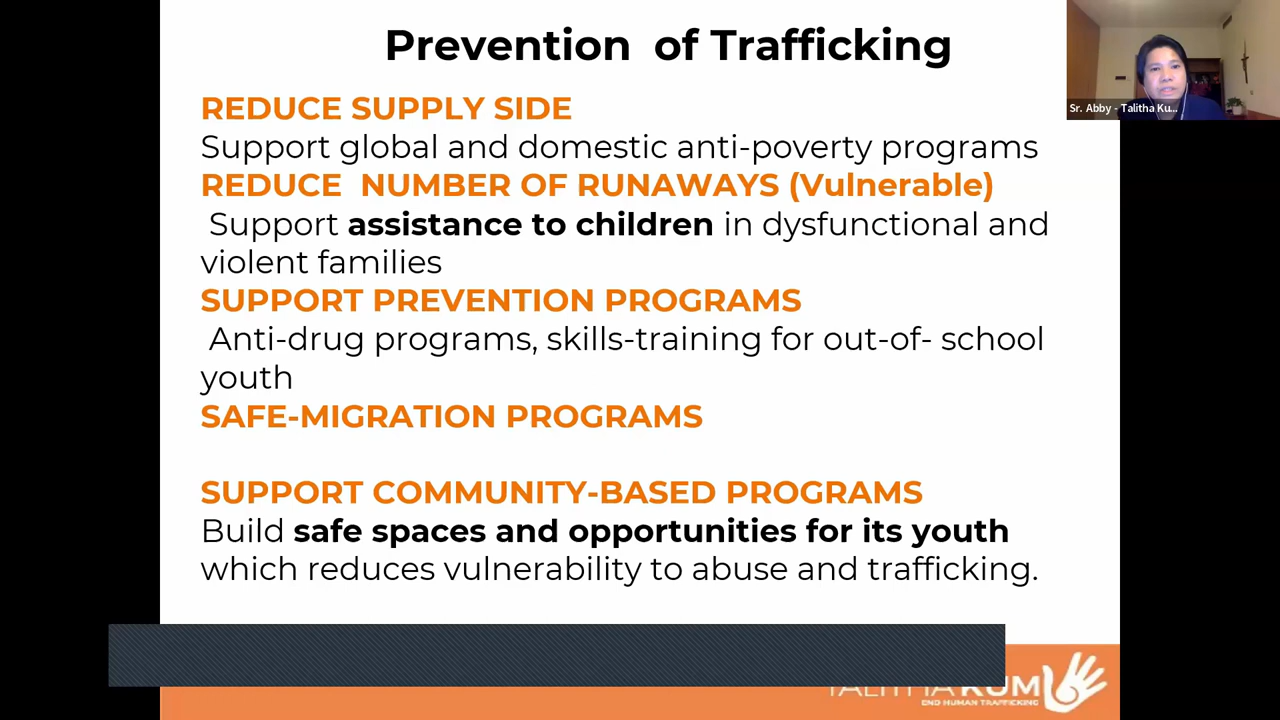 Prevention of Trafficking
Sr. Abby - Talitha Ku...
REDUCE SUPPLY SIDE
Support global and domestic anti-poverty programs
REDUCE NUMBER OF RUNAWAYS (Vulnerable)
Support assistance to children in dysfunctional and
violent families
SUPPORT PREVENTION PROGRAMS
Anti-drug programs, skills-training for out-of- school
youth
SAFE-MIGRATION PROGRAMS
SUPPORT COMMUNITY-BASED PROGRAMS
Build safe spaces and opportunities for its youth
which reduces vulnerability to abuse and trafficking.
TALITHA KUM
END HUMAN TRAFFICKING